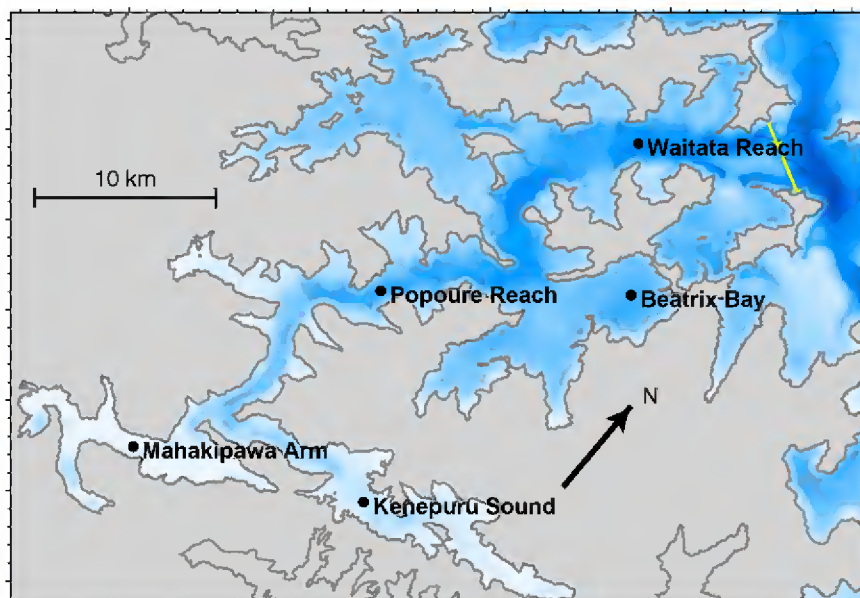 Waitata Reach
10 km
Popoure Reach
Beatrix Bay
N
Mahakipawa Arm
Kenepuru Sound